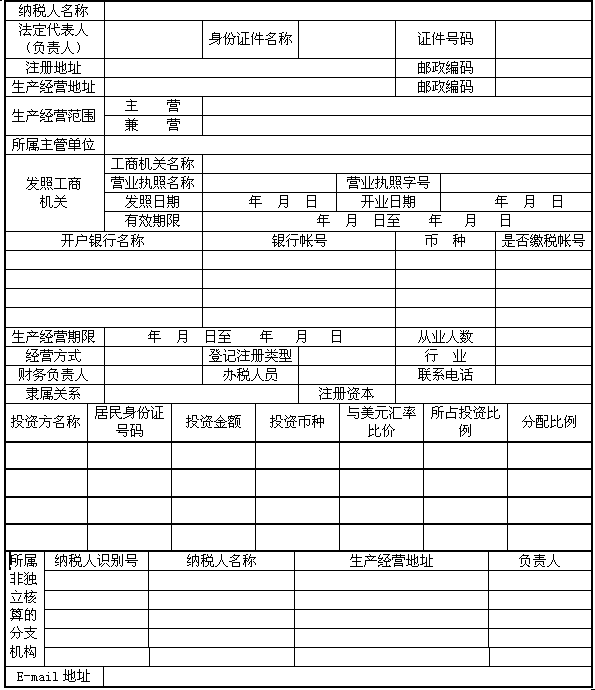 纳税人名称
法定代表人
（负责人）
身份证件名称
证件号码
注册地址
邮政编码
生产经营地址
邮政编码
生产经营范围
主 营
兼 营
所属主管单位
发照工商
机关
工商机关名称
营业执照名称
营业执照字号
发照日期
年 月 日
开业日期
年 月 日
有效期限
年 月 日至 年 月 日
开户银行名称
银行帐号
币 种
是否缴税帐号
生产经营期限
年 月 日至 年 月 日
从业人数
经营方式
登记注册类型
行 业
财务负责人
办税人员
联系电话
隶属关系
注册资本
投资方名称
居民身份证
号码
投资金额
投资币种
与美元汇率
比价
所占投资比
例
分配比例
所属
非独
立核
算的
分支
机构
纳税人识别号
纳税人名称
生产经营地址
负责人
E-mail 地址